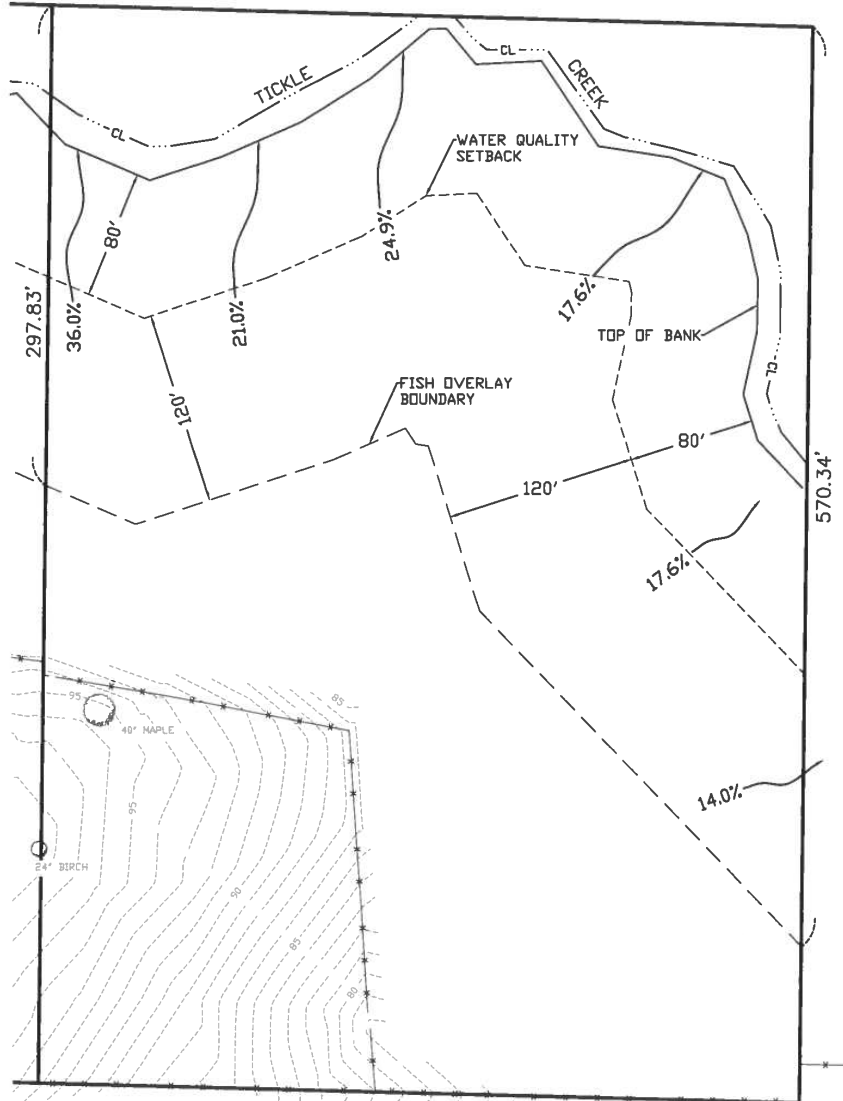 CL
TICKLE
CL
CREEK
WATER QUALITY
SETBACK
80'
24.9%
17.6%
297.83'
36.0%
21.0%
TOP OF BANK
CL
120'
FISH OVERLAY
BOUNDARY
80'
120'
570.34'
17.6%
95
85
40" MAPLE
14.0%
95
24" BIRCH
90
85
80